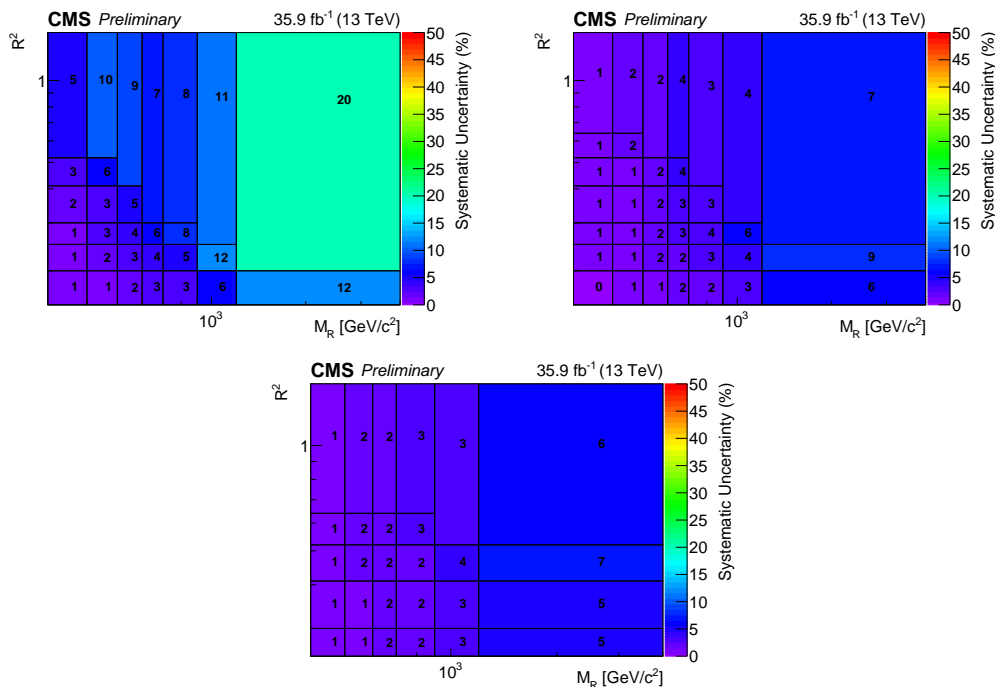 CMS Preliminary 35.9 fb⁻¹ (13 TeV)
R²
1
5 10 9 7 8 11 20
3 6
2 3 5
1 3 4 6 8
1 2 3 4 5 12
1 1 2 3 3 6 12
10³
M_R [GeV/c²]
50
45
40
35
30
25
20
15
10
5
0
Systematic Uncertainty (%)
CMS Preliminary 35.9 fb⁻¹ (13 TeV)
R²
1
1 2 2 4 3 4 7
1 2
1 1 2 4
1 1 2 3 3
1 1 2 3 4 6
1 1 2 2 3 4 9
0 1 1 2 2 3 6
10³
M_R [GeV/c²]
50
45
40
35
30
25
20
15
10
5
0
Systematic Uncertainty (%)
CMS Preliminary 35.9 fb⁻¹ (13 TeV)
R²
1
1 2 2 3 3 6
1 2 2 3
1 2 2 2 4 7
1 1 2 2 3 5
1 1 2 2 3 5
10³
M_R [GeV/c²]
50
45
40
35
30
25
20
15
10
5
0
Systematic Uncertainty (%)